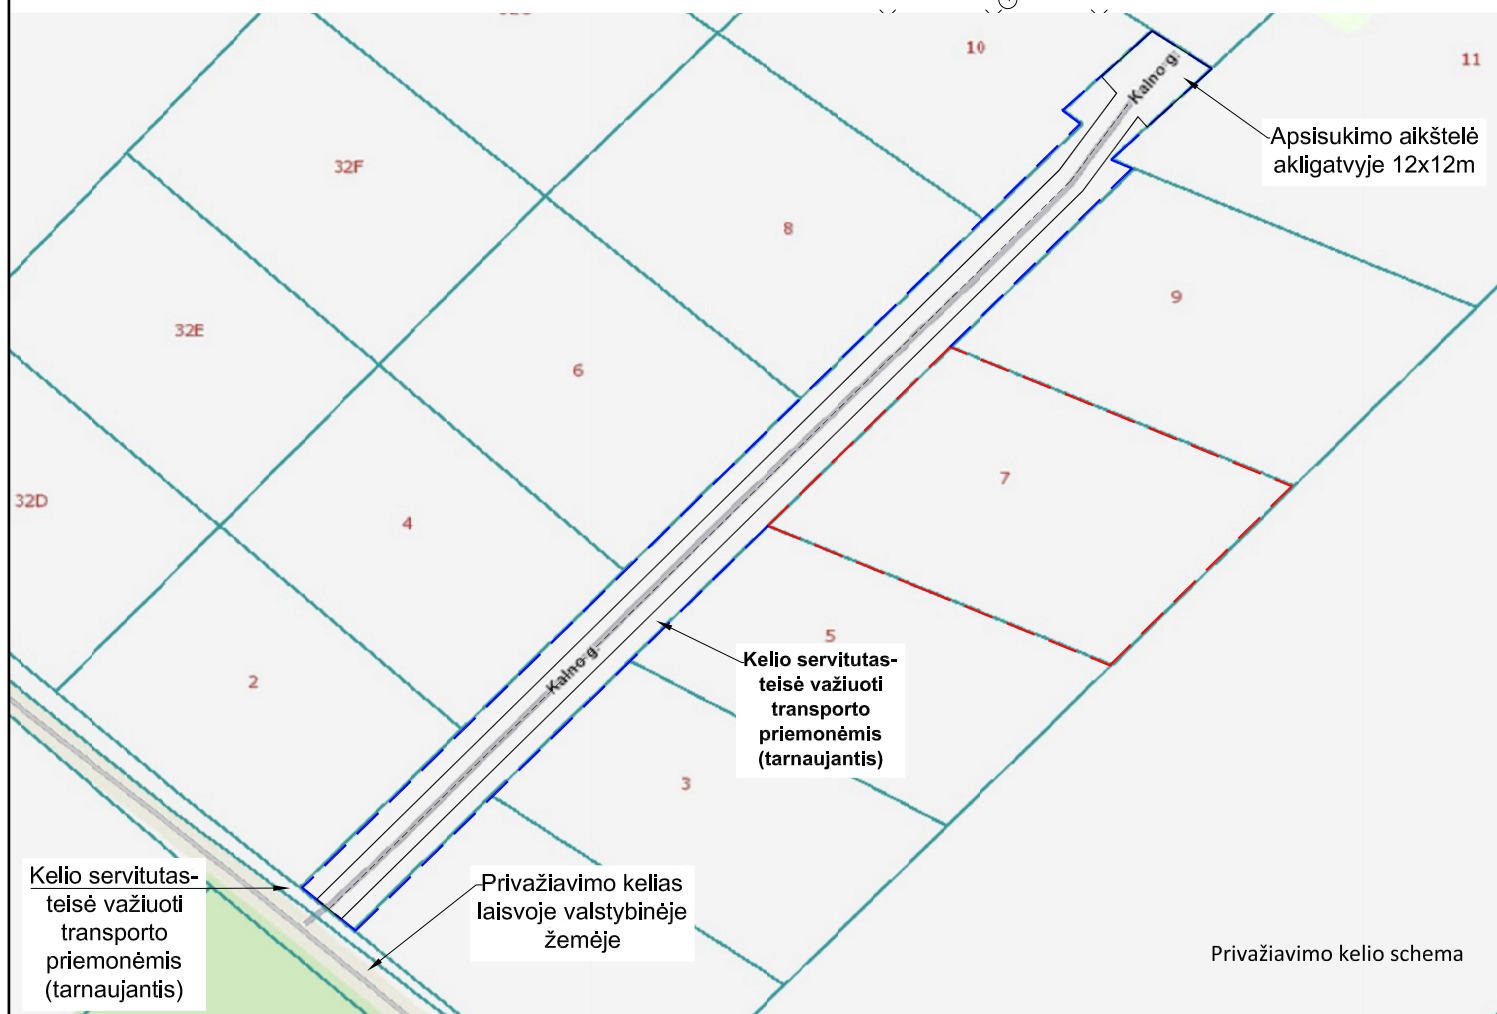 10
11
Kalno g.
Apsisukimo aikštelė
akligatvyje 12x12m
32F
8
9
32E
6
7
32D
4
5
Kelio servitutas-
teisė važiuoti
transporto
priemonėmis
(tarnaujantis)
Kalno g.
2
3
Kelio servitutas-
teisė važiuoti
transporto
priemonėmis
(tarnaujantis)
Privažiavimo kelias
laisvoje valstybinėje
žemėje
Privažiavimo kelio schema